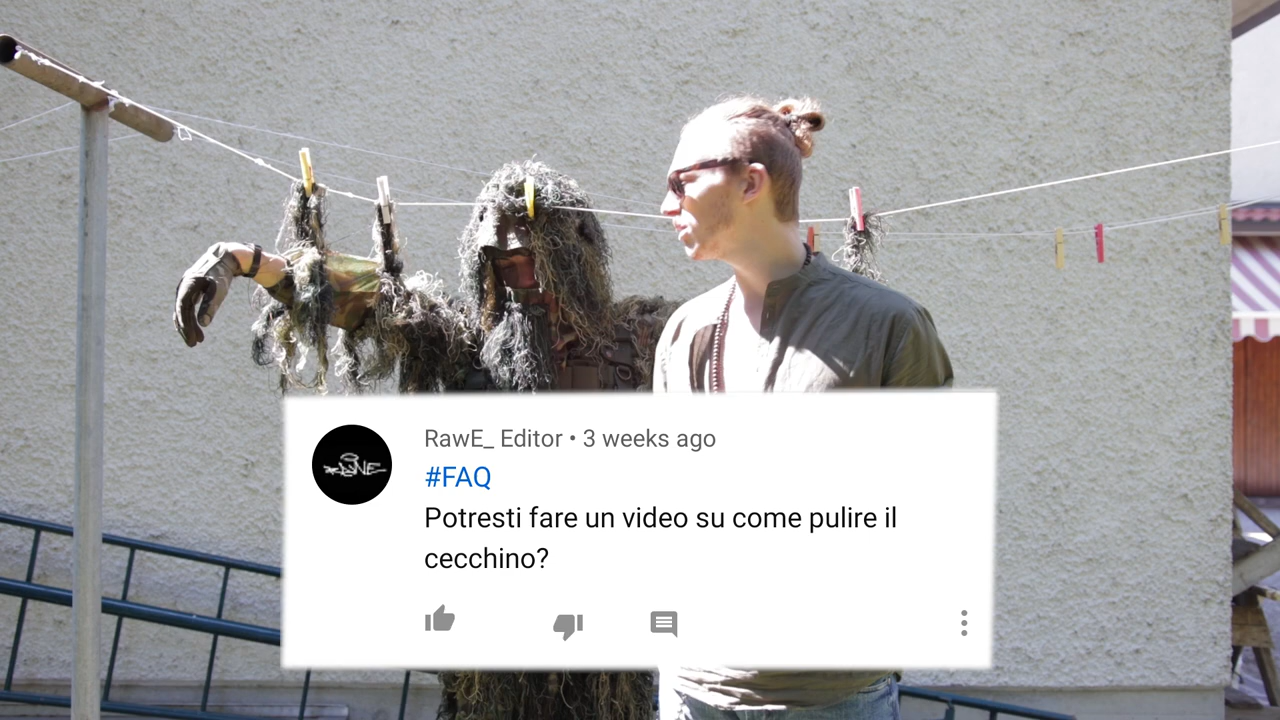 RawE_ Editor • 3 weeks ago
#FAQ
Potresti fare un video su come pulire il
cecchino?